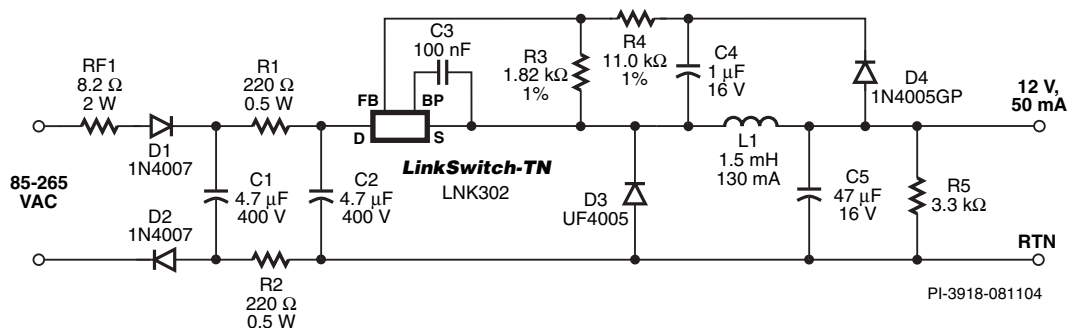 RF1
8.2 Ω
2 W
D1
1N4007
R1
220 Ω
0.5 W
C3
100 nF
FB
BP
D
S
LinkSwitch-TN
LNK302
R3
1.82 kΩ
1%
R4
11.0 kΩ
1%
C4
1 µF
16 V
D4
1N4005GP
12 V,
50 mA
85-265
VAC
C1
4.7 µF
400 V
C2
4.7 µF
400 V
D2
1N4007
R2
220 Ω
0.5 W
D3
UF4005
L1
1.5 mH
130 mA
C5
47 µF
16 V
R5
3.3 kΩ
RTN
PI-3918-081104